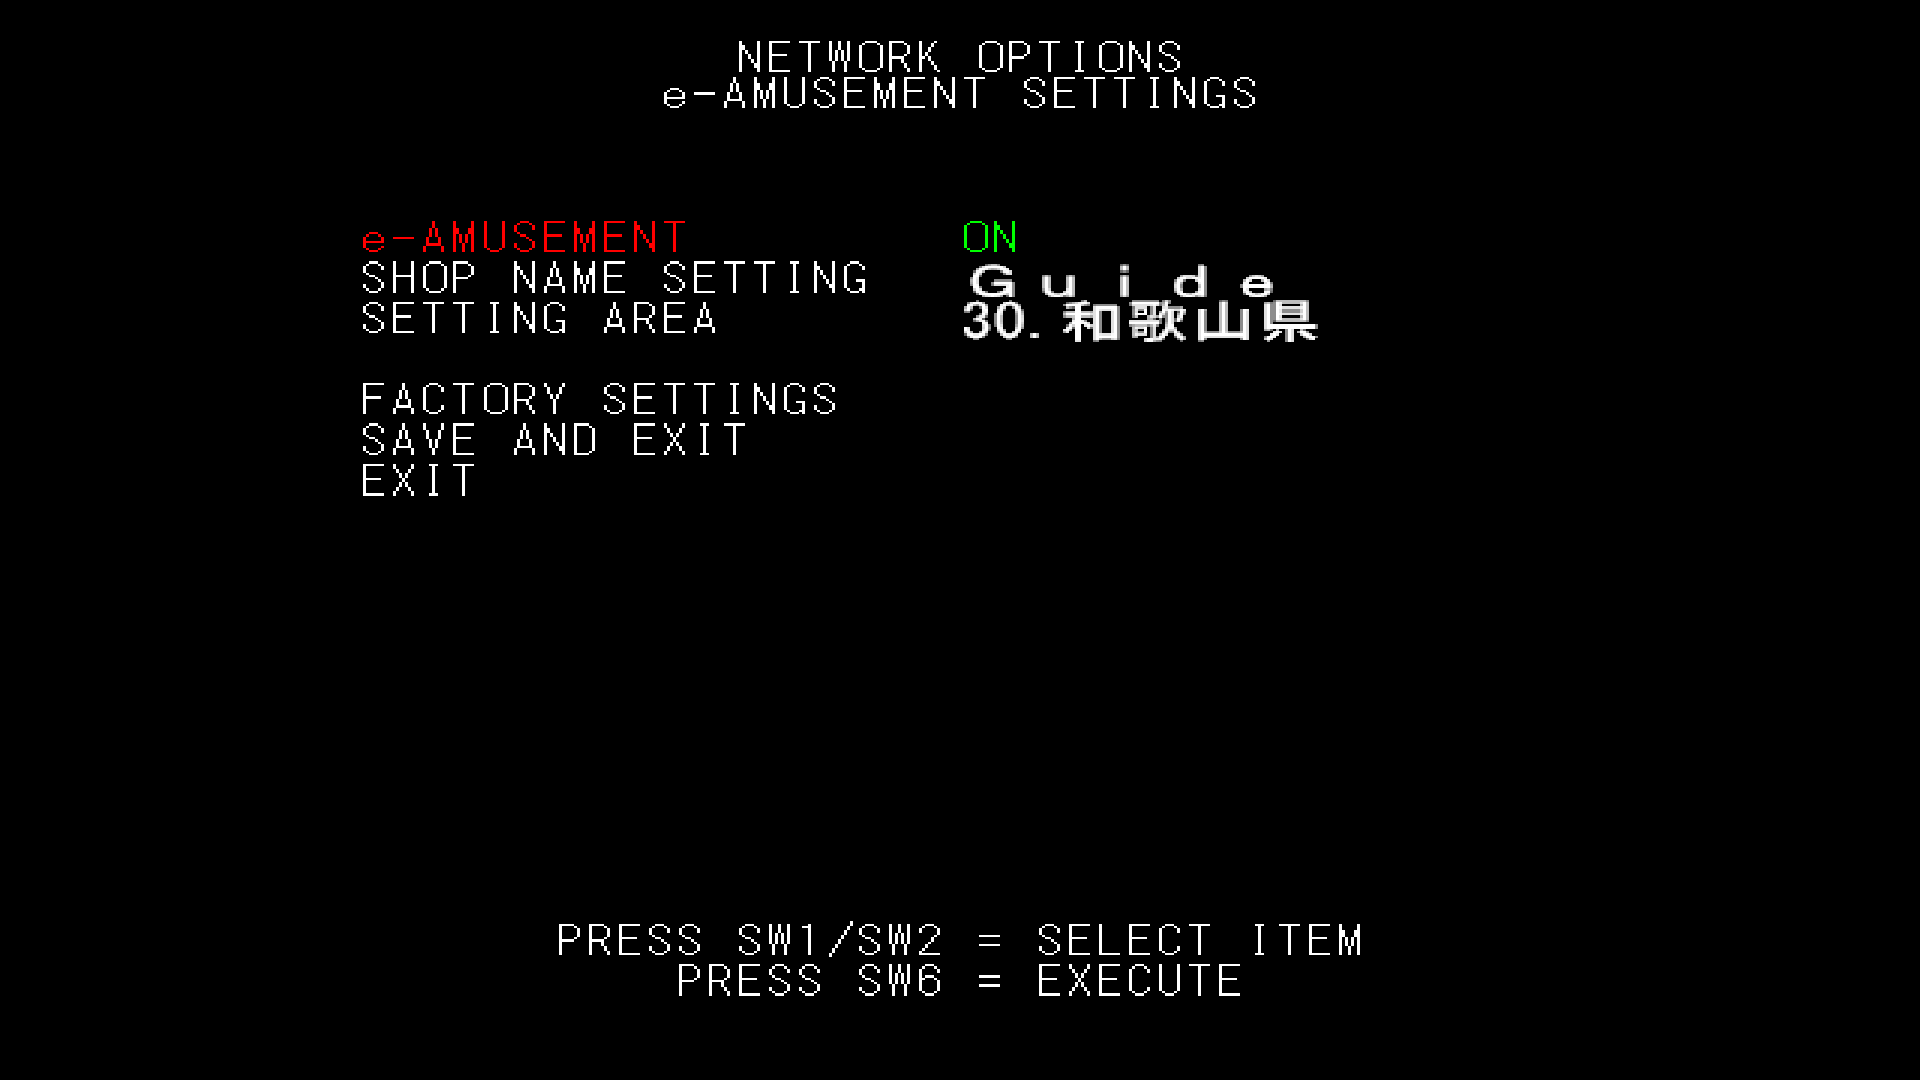 NETWORK OPTIONS
e-AMUSEMENT SETTINGS
e-AMUSEMENT ON
SHOP NAME SETTING Ｇｕｉｄｅ
SETTING AREA 30.和歌山県
FACTORY SETTINGS
SAVE AND EXIT
EXIT
PRESS SW1/SW2 = SELECT ITEM
PRESS SW6 = EXECUTE